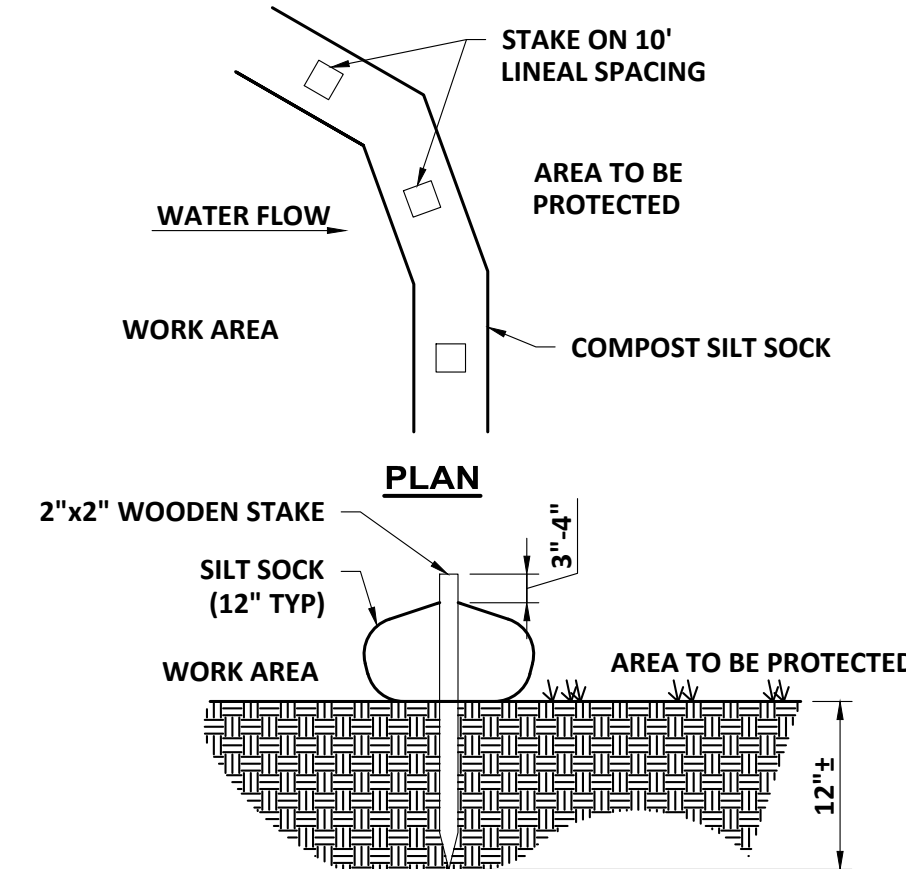 STAKE ON 10'
LINEAL SPACING
AREA TO BE
PROTECTED
WATER FLOW
WORK AREA
COMPOST SILT SOCK
PLAN
2"x2" WOODEN STAKE
3"-4"
SILT SOCK
(12" TYP)
WORK AREA
AREA TO BE PROTECTED
12"±